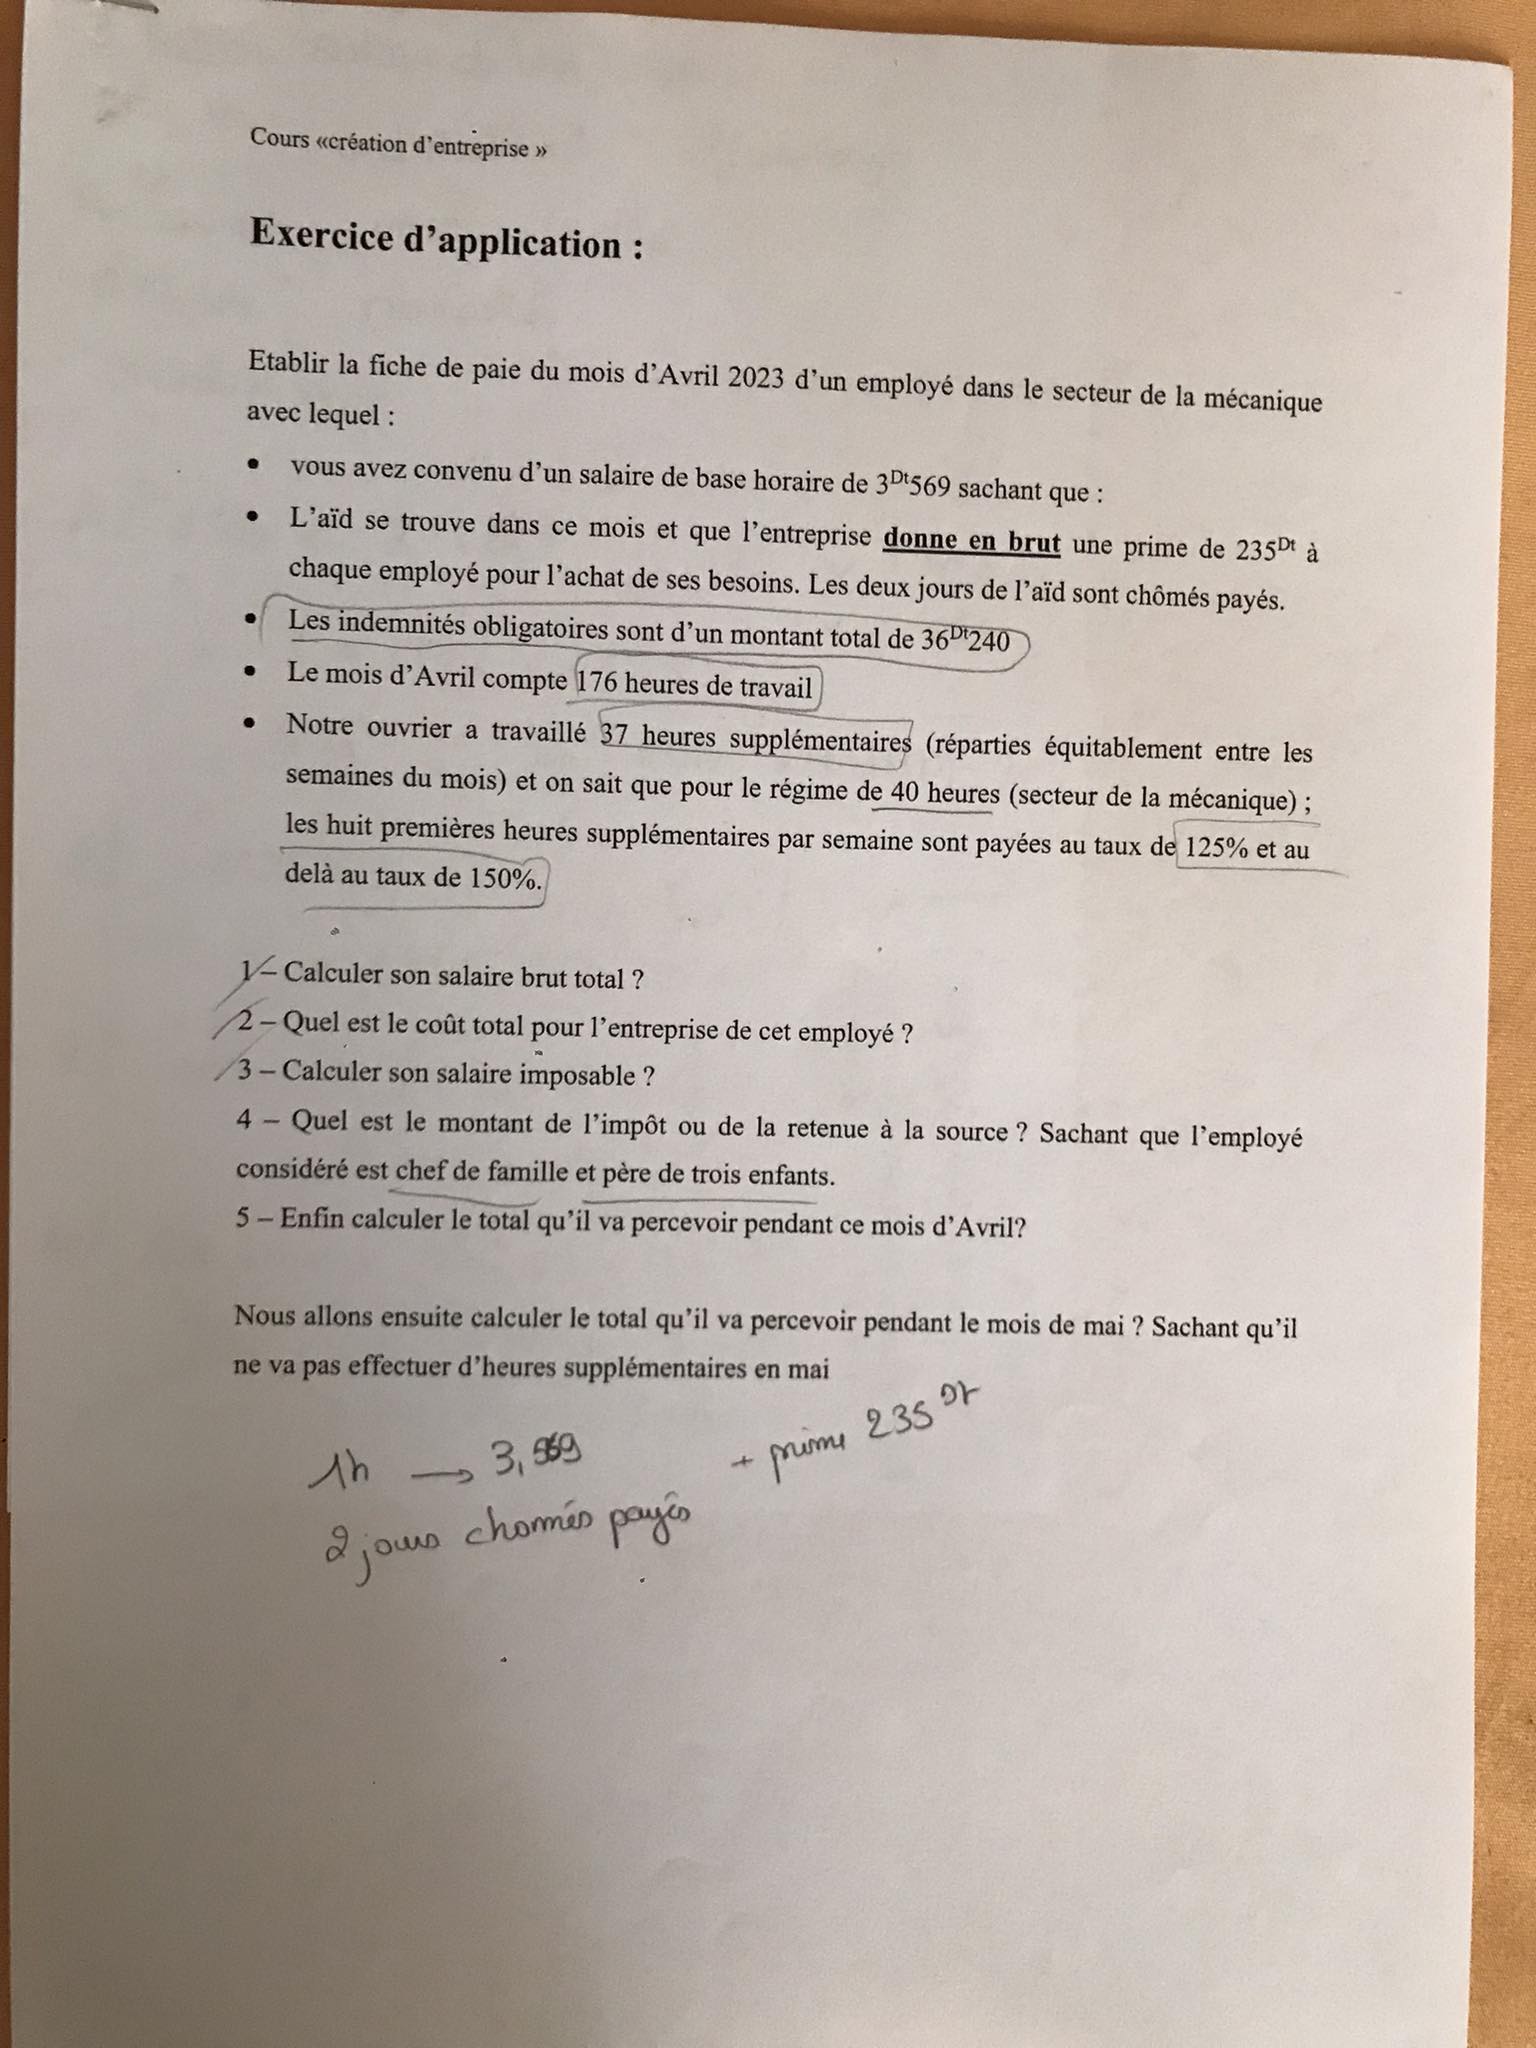 Cours «création d'entreprise »
Exercice d'application :
Etablir la fiche de paie du mois d'Avril 2023 d'un employé dans le secteur de la mécanique
avec lequel :
• vous avez convenu d'un salaire de base horaire de 3Dt569 sachant que :
• L'aïd se trouve dans ce mois et que l'entreprise donne en brut une prime de 235Dt à
chaque employé pour l'achat de ses besoins. Les deux jours de l'aïd sont chômés payés.
• Les indemnités obligatoires sont d'un montant total de 36Dt240
• Le mois d'Avril compte 176 heures de travail
• Notre ouvrier a travaillé 37 heures supplémentaires (réparties équitablement entre les
semaines du mois) et on sait que pour le régime de 40 heures (secteur de la mécanique) ;
les huit premières heures supplémentaires par semaine sont payées au taux de 125% et au
delà au taux de 150%.
1 – Calculer son salaire brut total ?
2 – Quel est le coût total pour l'entreprise de cet employé ?
3 – Calculer son salaire imposable ?
4 – Quel est le montant de l'impôt ou de la retenue à la source ? Sachant que l'employé
considéré est chef de famille et père de trois enfants.
5 – Enfin calculer le total qu'il va percevoir pendant ce mois d'Avril?
Nous allons ensuite calculer le total qu'il va percevoir pendant le mois de mai ? Sachant qu'il
ne va pas effectuer d'heures supplémentaires en mai
1h → 3,569 + prime 235 Dt
2 jours chomés payés